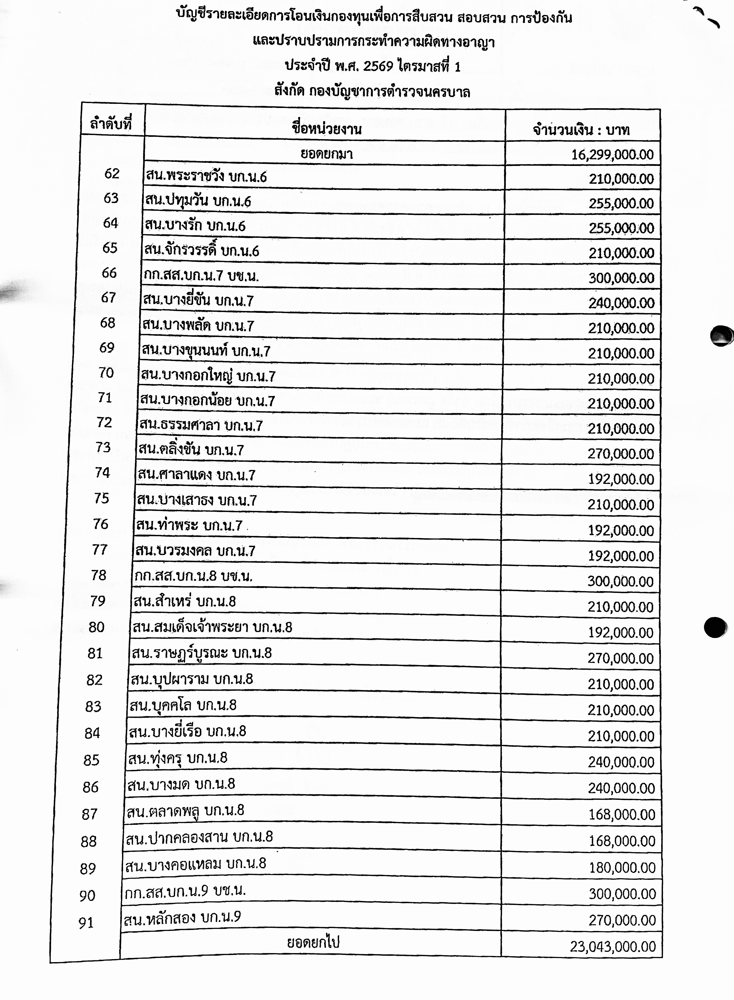 บัญชีรายละเอียดการโอนเงินกองทุนเพื่อการสืบสวน สอบสวน การป้องกัน
และปราบปรามการกระทำความผิดทางอาญา
ประจำปี พ.ศ. 2569 ไตรมาสที่ 1
สังกัด กองบัญชาการตำรวจนครบาล
ลำดับที่ ชื่อหน่วยงาน จำนวนเงิน : บาท
ยอดยกมา 16,299,000.00
62 สน.พระราชวัง บก.น.6 210,000.00
63 สน.ปทุมวัน บก.น.6 255,000.00
64 สน.บางรัก บก.น.6 255,000.00
65 สน.จักรวรรดิ์ บก.น.6 210,000.00
66 กก.สส.บก.น.7 บช.น. 300,000.00
67 สน.บางยี่ขัน บก.น.7 240,000.00
68 สน.บางพลัด บก.น.7 210,000.00
69 สน.บางขุนนนท์ บก.น.7 210,000.00
70 สน.บางกอกใหญ่ บก.น.7 210,000.00
71 สน.บางกอกน้อย บก.น.7 210,000.00
72 สน.ธรรมศาลา บก.น.7 210,000.00
73 สน.ตลิ่งชัน บก.น.7 270,000.00
74 สน.ศาลาแดง บก.น.7 192,000.00
75 สน.บางเสาธง บก.น.7 210,000.00
76 สน.ท่าพระ บก.น.7 192,000.00
77 สน.บวรมงคล บก.น.7 192,000.00
78 กก.สส.บก.น.8 บช.น. 300,000.00
79 สน.สำเหร่ บก.น.8 210,000.00
80 สน.สมเด็จเจ้าพระยา บก.น.8 192,000.00
81 สน.ราษฏร์บูรณะ บก.น.8 270,000.00
82 สน.บุปผาราม บก.น.8 210,000.00
83 สน.บุคคโล บก.น.8 210,000.00
84 สน.บางยี่เรือ บก.น.8 210,000.00
85 สน.ทุ่งครุ บก.น.8 240,000.00
86 สน.บางมด บก.น.8 240,000.00
87 สน.ตลาดพลู บก.น.8 168,000.00
88 สน.ปากคลองสาน บก.น.8 168,000.00
89 สน.บางคอแหลม บก.น.8 180,000.00
90 กก.สส.บก.น.9 บช.น. 300,000.00
91 สน.หลักสอง บก.น.9 270,000.00
ยอดยกไป 23,043,000.00